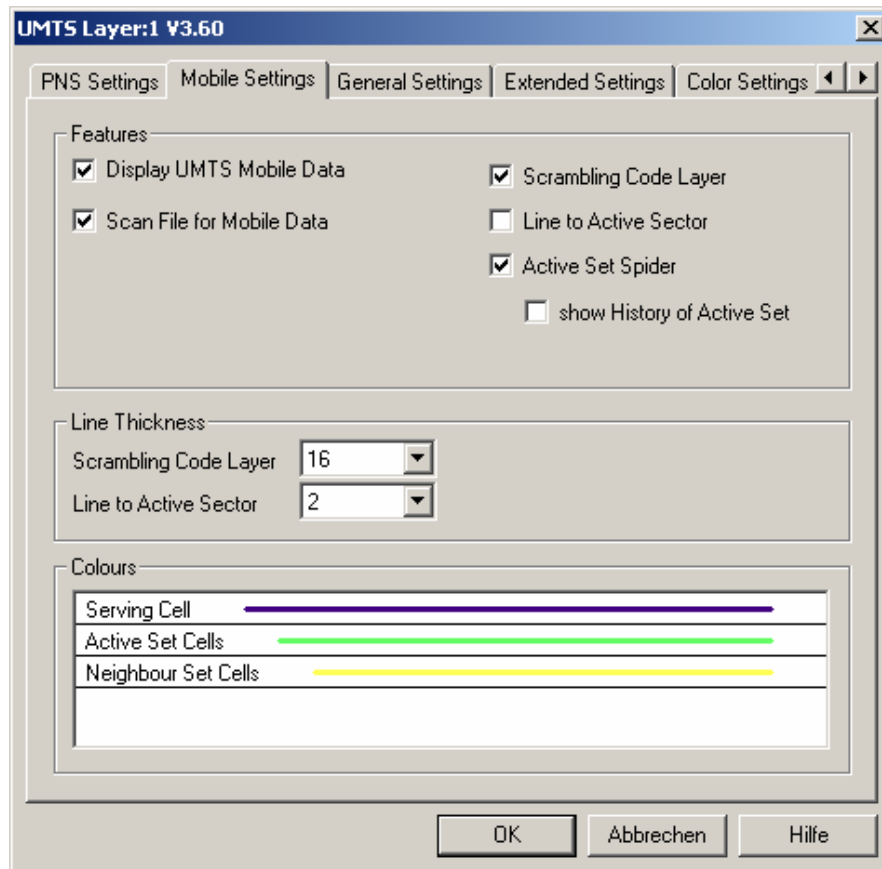 UMTS Layer:1 V3.60
PNS Settings Mobile Settings General Settings Extended Settings Color Settings
Features
Display UMTS Mobile Data
Scan File for Mobile Data
Scrambling Code Layer
Line to Active Sector
Active Set Spider
show History of Active Set
Line Thickness
Scrambling Code Layer 16
Line to Active Sector 2
Colours
Serving Cell
Active Set Cells
Neighbour Set Cells
OK Abbrechen Hilfe